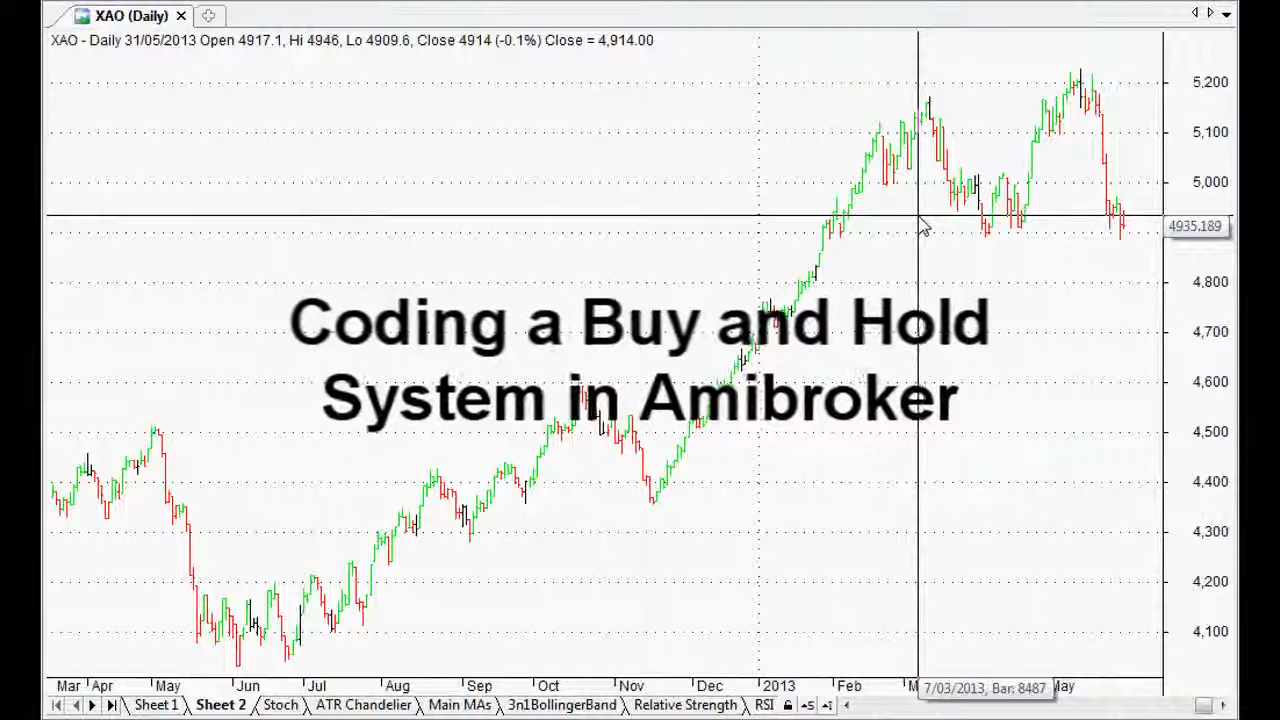 XAO (Daily)
XAO - Daily 31/05/2013 Open 4917.1, Hi 4946, Lo 4909.6, Close 4914 (-0.1%) Close = 4,914.00
5,200
5,100
5,000
4935.189
4,800
Coding a Buy and Hold
4,700
System in Amibroker
4,600
4,500
4,400
4,300
4,200
4,100
Mar Apr May Jun Jul Aug Sep Oct Nov Dec 2013 Feb M 7/03/2013, Bar: 8487 May
Sheet 1 Sheet 2 Stoch ATR Chandelier Main MAs 3n1BollingerBand Relative Strength RSI